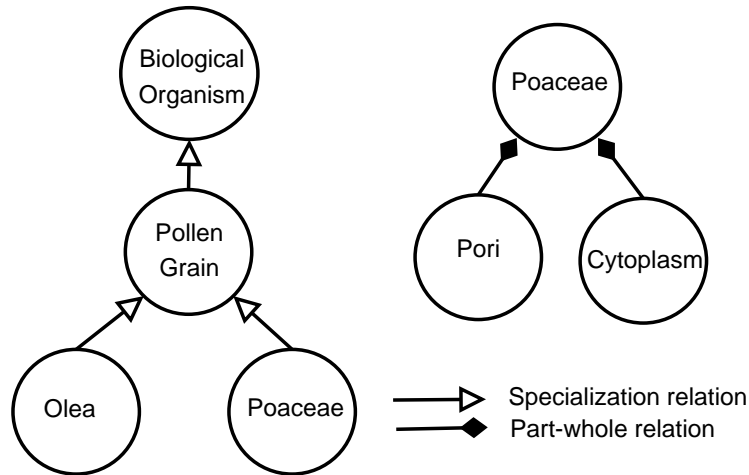 Biological
Organism
Pollen
Grain
Olea
Poaceae
Poaceae
Pori
Cytoplasm
Specialization relation
Part-whole relation